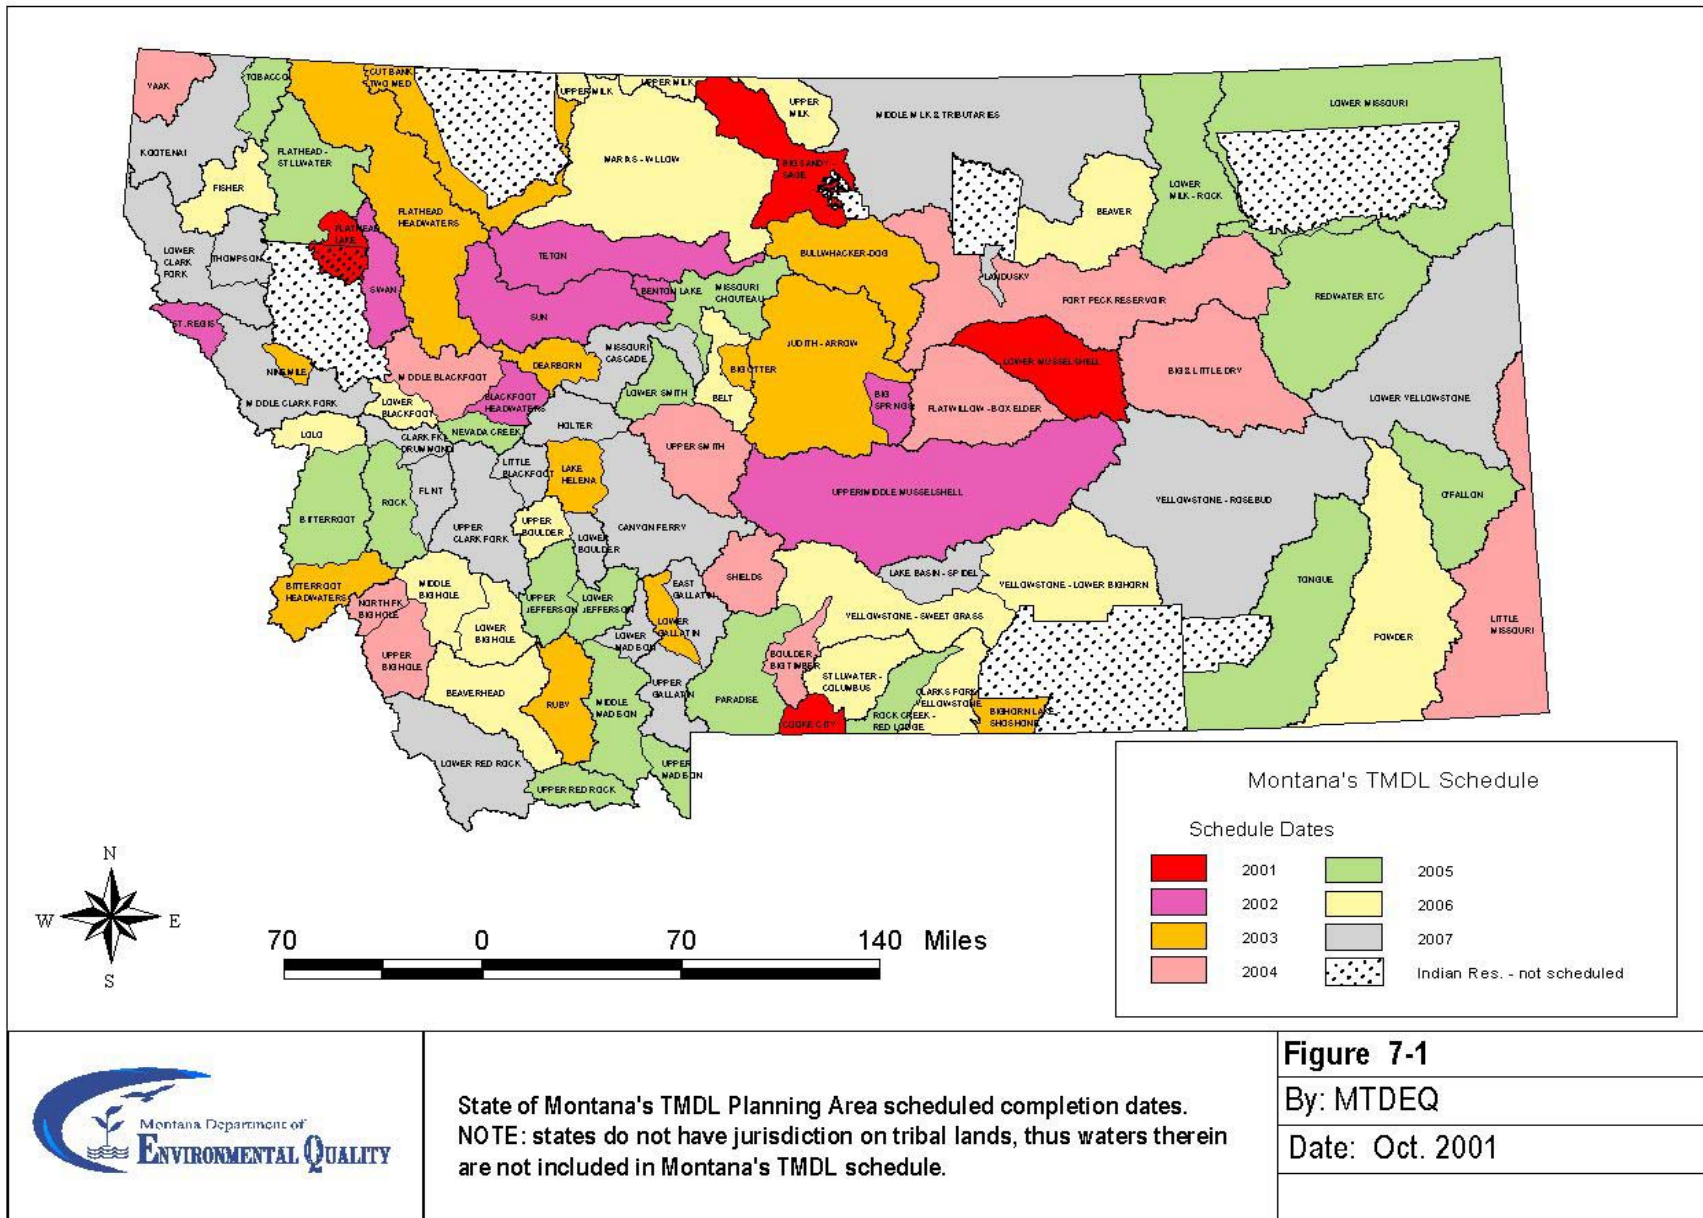 YAAK
TOBACCO
CUT BANK
TWO MED
UPPER MILK
UPPER MILK
UPPER
MILK
MIDDLE MILK & TRIBUTARIES
LOWER MISSOURI
KOOTENAI
FLATHEAD -
STILLWATER
FISHER
MARIAS - WILLOW
BIG SANDY -
SAGE
LOWER
MILK - ROCK
BEAVER
FLATHEAD
HEADWATERS
FLATHEAD
LAKE
LOWER
CLARK
FORK
THOMPSON
SWAN
TETON
BULLWHACKER-DOG
LANDUSKY
BENTON LAKE
MISSOURI
CHOUTEAU
FORT PECK RESERVOIR
REDWATER ETC
ST. REGIS
SUN
MISSOURI
CASCADE
JUDITH - ARROW
LOWER MUSSELSHELL
BIG & LITTLE DRY
NINEMILE
MIDDLE BLACKFOOT
DEARBORN
BIG OTTER
LOWER SMITH
BELT
BIG
SPRINGS
FLATWILLOW - BOX ELDER
LOWER YELLOWSTONE
MIDDLE CLARK FORK
LOWER
BLACKFOOT
BLACKFOOT
HEADWATERS
HOLTER
LOLO
NEVADA CREEK
CLARK FK-
DRUMMOND
UPPER SMITH
LITTLE
BLACKFOOT
LAKE
HELENA
FLINT
ROCK
BITTERROOT
UPPER/MIDDLE MUSSELSHELL
YELLOWSTONE - ROSEBUD
O'FALLON
UPPER
CLARK FORK
UPPER
BOULDER
LOWER
BOULDER
CANYON FERRY
BITTERROOT
HEADWATERS
MIDDLE
BIG HOLE
NORTH FK
BIG HOLE
UPPER
JEFFERSON
LOWER
JEFFERSON
EAST
GALLATIN
SHIELDS
LAKE BASIN - SPIDEL
YELLOWSTONE - LOWER BIGHORN
TONGUE
LOWER
BIG HOLE
LOWER
MADISON
LOWER
GALLATIN
YELLOWSTONE - SWEET GRASS
POWDER
LITTLE
MISSOURI
UPPER
BIG HOLE
BOULDER -
BIG TIMBER
BEAVERHEAD
RUBY
MIDDLE
MADISON
UPPER
GALLATIN
PARADISE
STILLWATER -
COLUMBUS
CLARKS FORK
YELLOWSTONE
BIGHORN LAKE
SHOSHONE
COOKE CITY
ROCK CREEK -
RED LODGE
LOWER RED ROCK
UPPER RED ROCK
UPPER
MADISON
Montana's TMDL Schedule
Schedule Dates
2001
2002
2003
2004
2005
2006
2007
Indian Res. - not scheduled
N
W E
S
70 0 70 140 Miles
Montana Department of
ENVIRONMENTAL QUALITY
State of Montana's TMDL Planning Area scheduled completion dates.
NOTE: states do not have jurisdiction on tribal lands, thus waters therein
are not included in Montana's TMDL schedule.
Figure 7-1
By: MTDEQ
Date: Oct. 2001